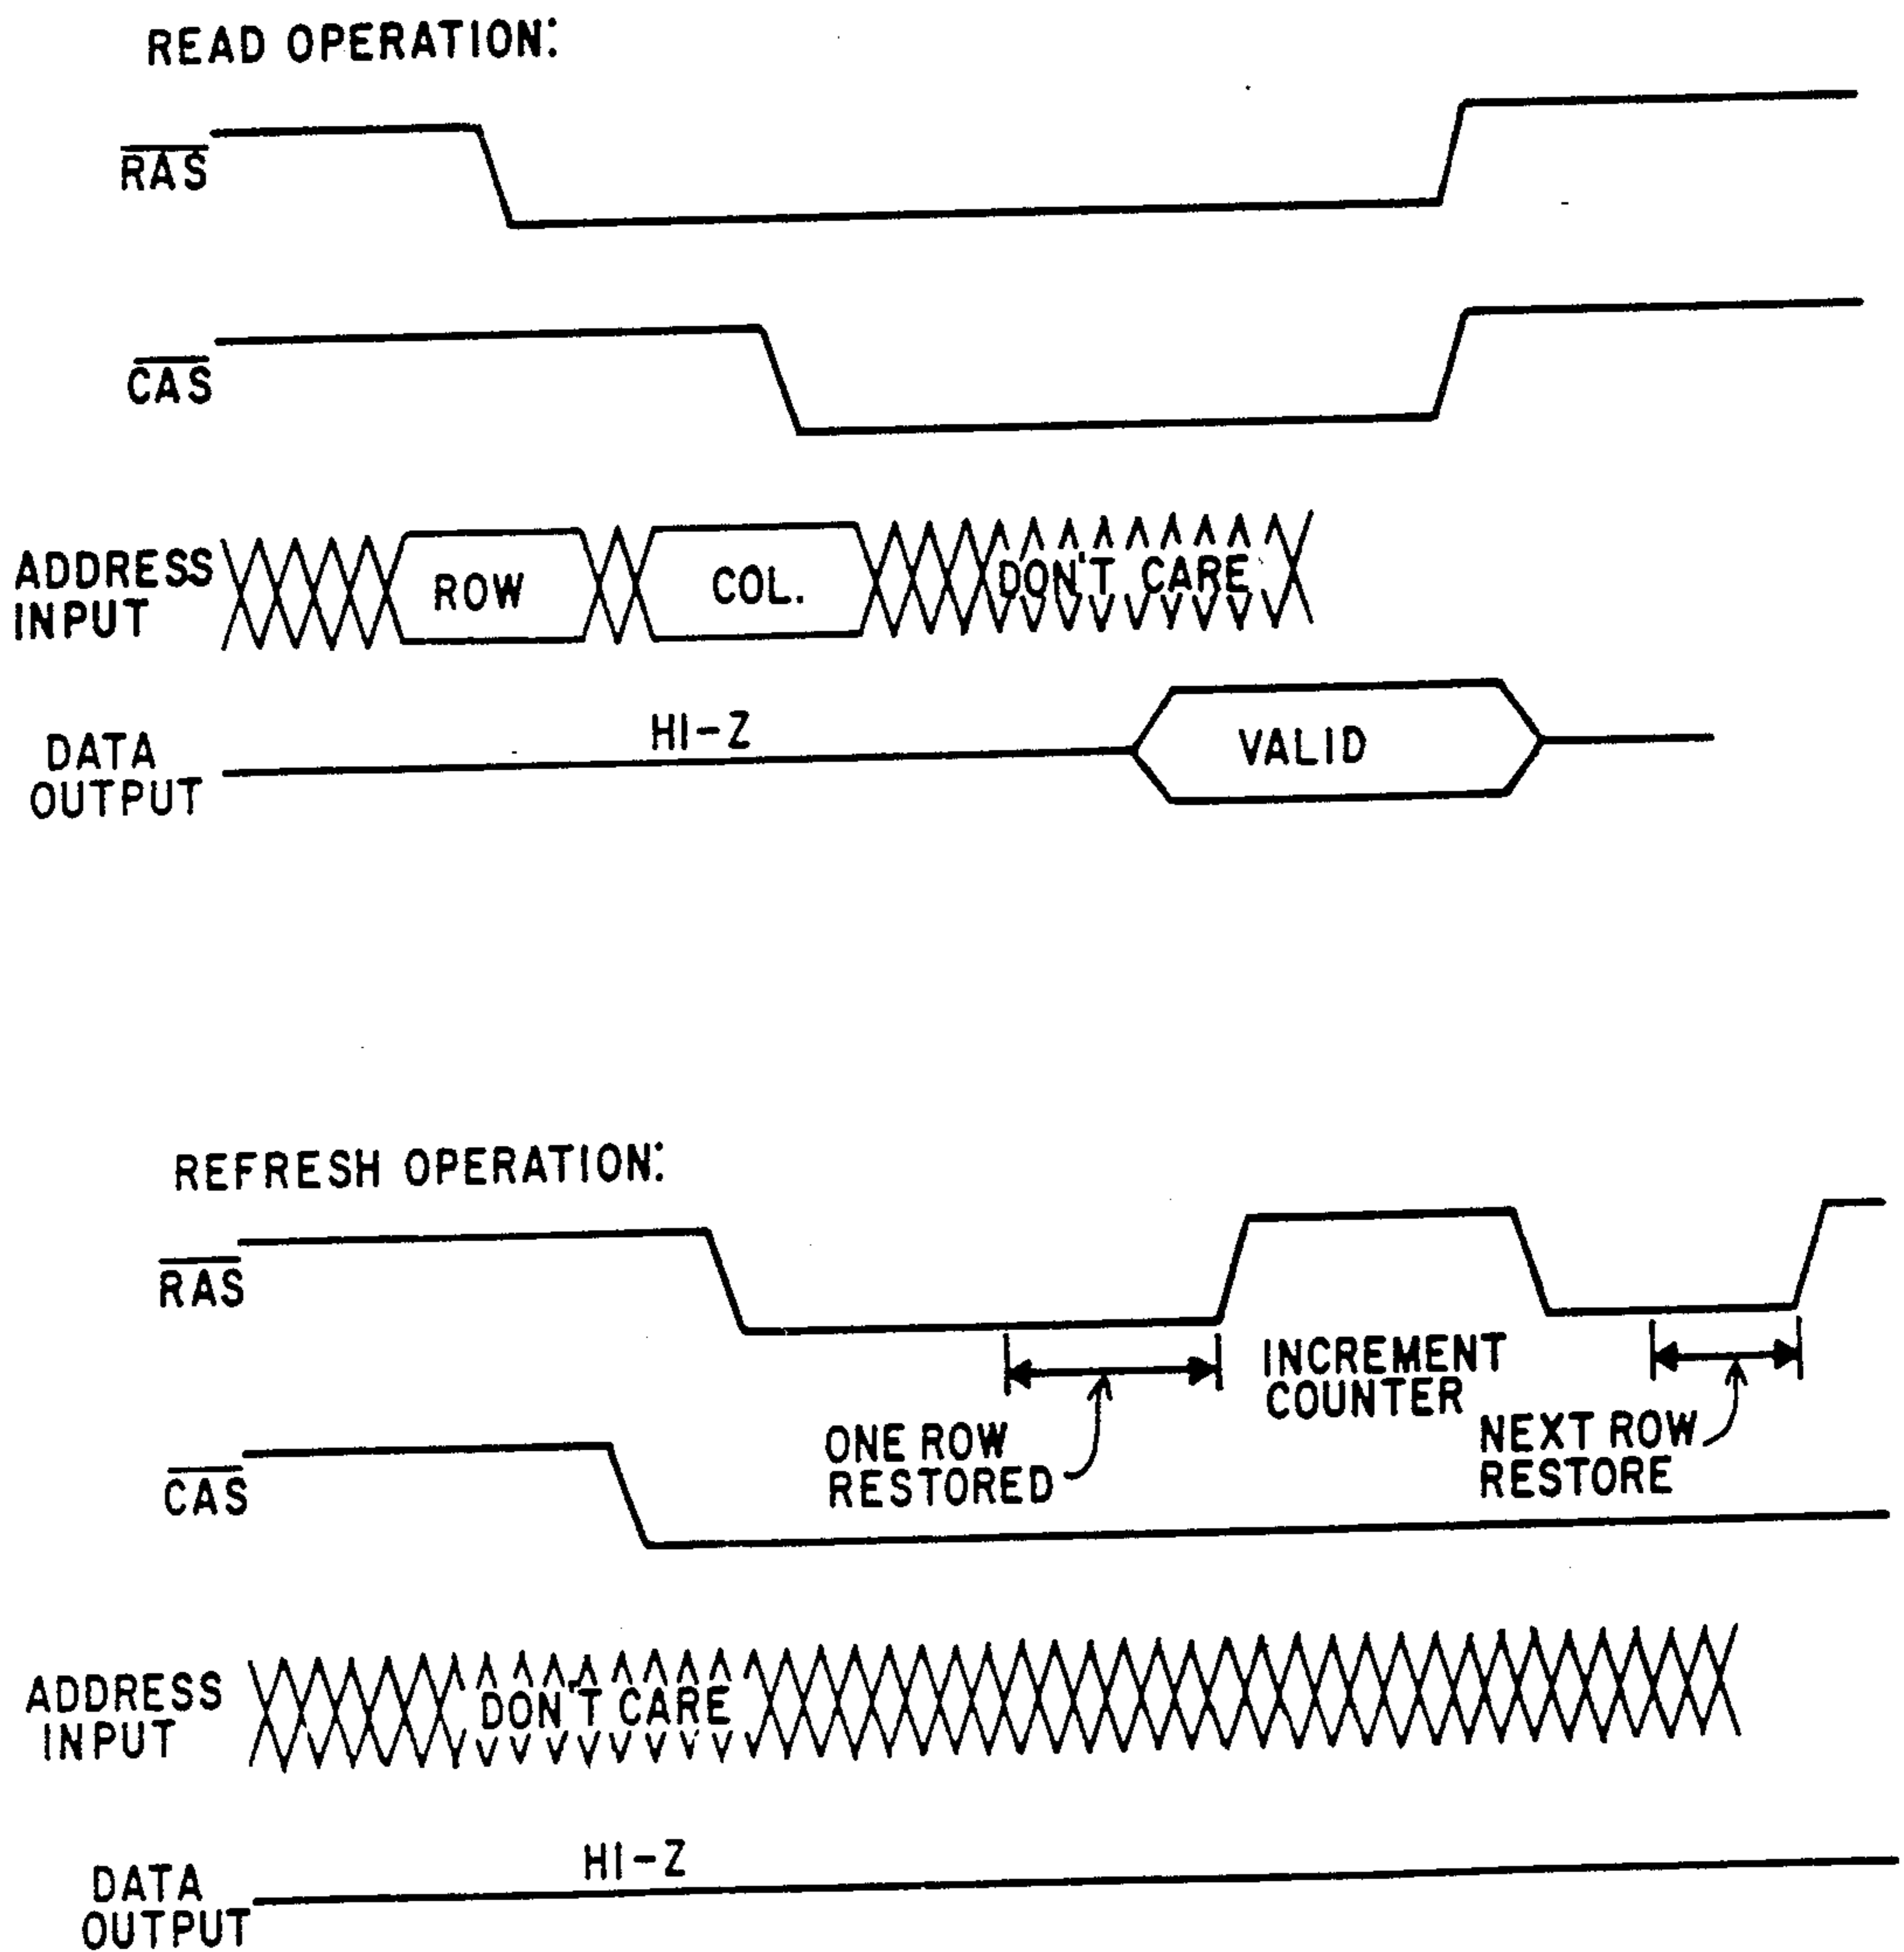 READ OPERATION:
RAS
CAS
ADDRESS
INPUT
ROW
COL.
DON'T CARE
DATA
OUTPUT
HI-Z
VALID
REFRESH OPERATION:
RAS
INCREMENT
COUNTER
ONE ROW
RESTORED
NEXT ROW
RESTORE
CAS
ADDRESS
INPUT
DON'T CARE
DATA
OUTPUT
HI-Z